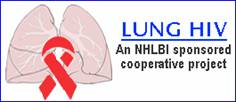 LUNG HIV
An NHLBI sponsored
cooperative project